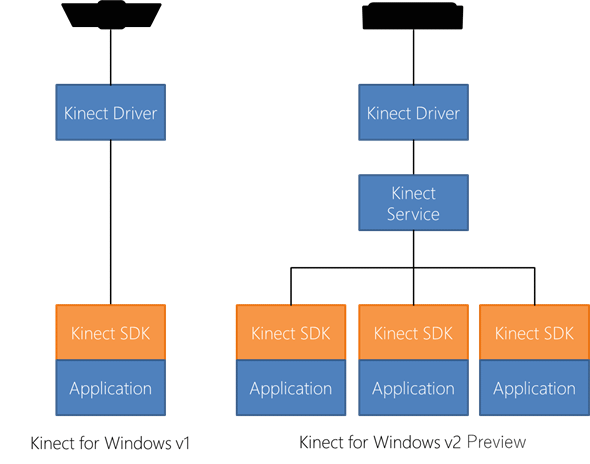 Kinect Driver
Kinect SDK
Application
Kinect for Windows v1
Kinect Driver
Kinect
Service
Kinect SDK
Application
Kinect SDK
Application
Kinect SDK
Application
Kinect for Windows v2 Preview